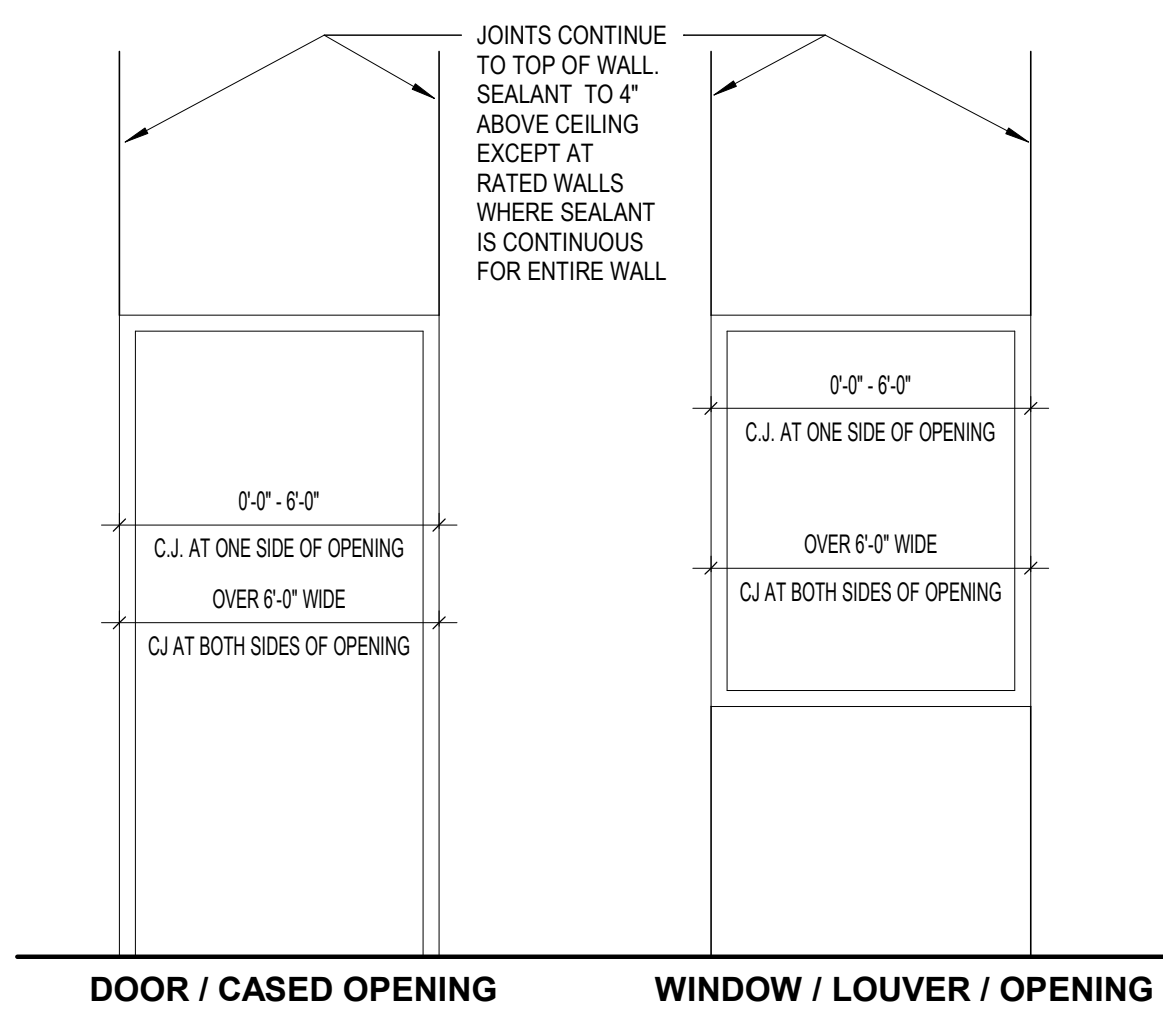 JOINTS CONTINUE
TO TOP OF WALL.
SEALANT TO 4"
ABOVE CEILING
EXCEPT AT
RATED WALLS
WHERE SEALANT
IS CONTINUOUS
FOR ENTIRE WALL
0'-0" - 6'-0"
C.J. AT ONE SIDE OF OPENING
OVER 6'-0" WIDE
CJ AT BOTH SIDES OF OPENING
0'-0" - 6'-0"
C.J. AT ONE SIDE OF OPENING
OVER 6'-0" WIDE
CJ AT BOTH SIDES OF OPENING
DOOR / CASED OPENING
WINDOW / LOUVER / OPENING